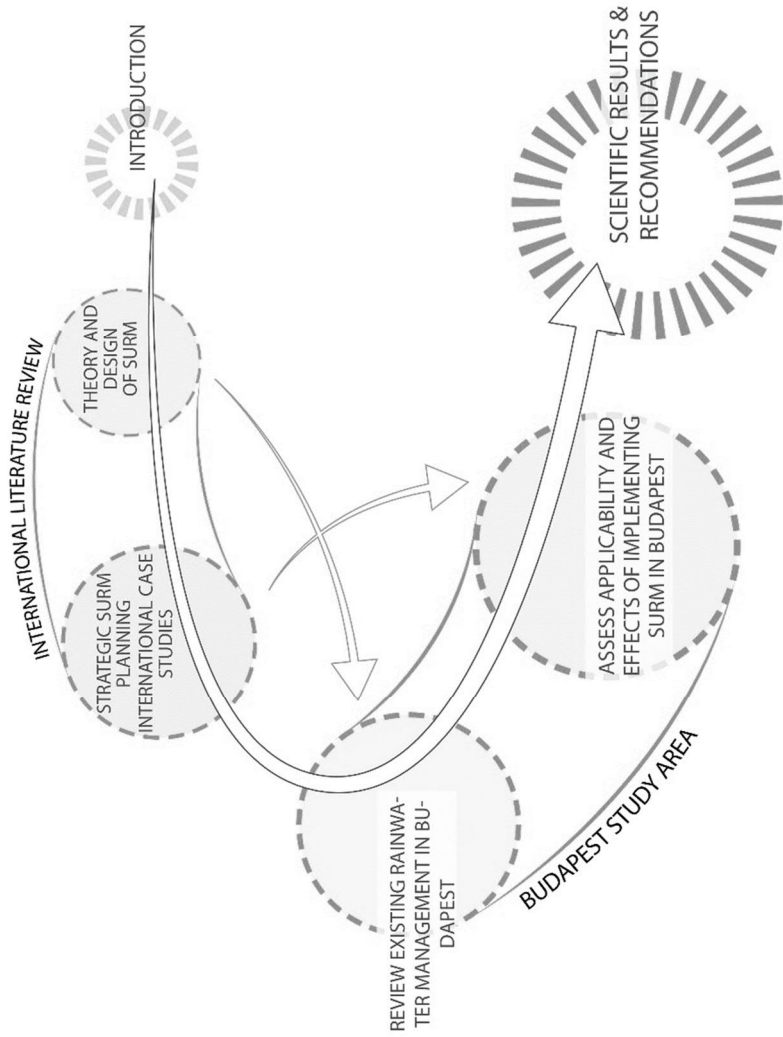 INTRODUCTION
INTERNATIONAL LITERATURE REVIEW
THEORY AND
DESIGN
OF SURM
STRATEGIC SURM
PLANNING
INTERNATIONAL CASE
STUDIES
REVIEW EXISTING RAINWA-
TER MANAGEMENT IN BU-
DAPEST
BUDAPEST STUDY AREA
ASSESS APPLICABILITY AND
EFFECTS OF IMPLEMENTING
SURM IN BUDAPEST
SCIENTIFIC RESULTS &
RECOMMENDATIONS